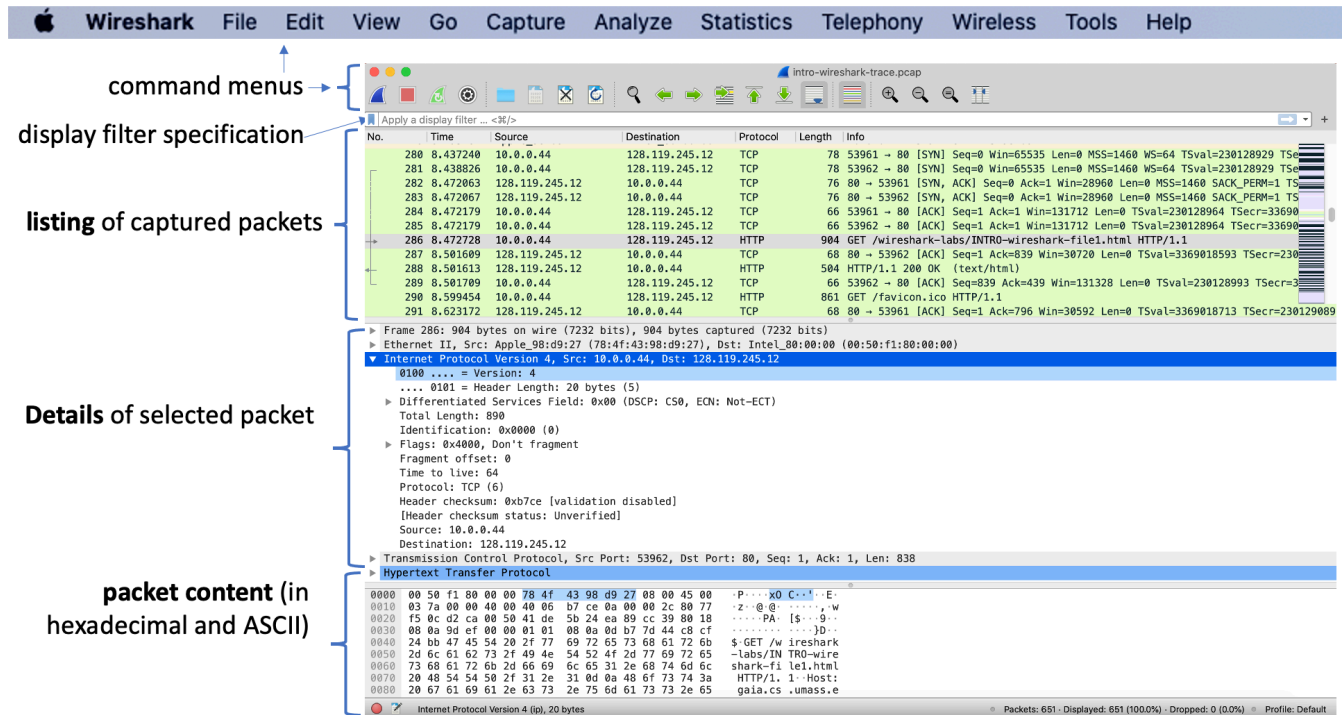 Wireshark File Edit View Go Capture Analyze Statistics Telephony Wireless Tools Help
command menus
intro-wireshark-trace.pcap
display filter specification
Apply a display filter ... <⌘/>
+
No. Time Source Destination Protocol Length Info
280 8.437240 10.0.0.44 128.119.245.12 TCP 78 53961 → 80 [SYN] Seq=0 Win=65535 Len=0 MSS=1460 WS=64 TSval=230128929 TSe
281 8.438826 10.0.0.44 128.119.245.12 TCP 78 53962 → 80 [SYN] Seq=0 Win=65535 Len=0 MSS=1460 WS=64 TSval=230128929 TSe
282 8.472063 128.119.245.12 10.0.0.44 TCP 76 80 → 53961 [SYN, ACK] Seq=0 Ack=1 Win=28960 Len=0 MSS=1460 SACK_PERM=1 TS
283 8.472067 128.119.245.12 10.0.0.44 TCP 76 80 → 53962 [SYN, ACK] Seq=0 Ack=1 Win=28960 Len=0 MSS=1460 SACK_PERM=1 TS
284 8.472179 10.0.0.44 128.119.245.12 TCP 66 53961 → 80 [ACK] Seq=1 Ack=1 Win=131712 Len=0 TSval=230128964 TSecr=33690
285 8.472179 10.0.0.44 128.119.245.12 TCP 66 53962 → 80 [ACK] Seq=1 Ack=1 Win=131712 Len=0 TSval=230128964 TSecr=33690
286 8.472728 10.0.0.44 128.119.245.12 HTTP 904 GET /wireshark-labs/INTRO-wireshark-file1.html HTTP/1.1
287 8.501609 128.119.245.12 10.0.0.44 TCP 68 80 → 53962 [ACK] Seq=1 Ack=839 Win=30720 Len=0 TSval=3369018593 TSecr=230
288 8.501613 128.119.245.12 10.0.0.44 HTTP 504 HTTP/1.1 200 OK (text/html)
289 8.501709 10.0.0.44 128.119.245.12 TCP 66 53962 → 80 [ACK] Seq=839 Ack=439 Win=131328 Len=0 TSval=230128993 TSecr=3
290 8.599454 10.0.0.44 128.119.245.12 HTTP 861 GET /favicon.ico HTTP/1.1
291 8.623172 128.119.245.12 10.0.0.44 TCP 68 80 → 53961 [ACK] Seq=1 Ack=796 Win=30592 Len=0 TSval=3369018713 TSecr=230129089
listing of captured packets
Frame 286: 904 bytes on wire (7232 bits), 904 bytes captured (7232 bits)
Ethernet II, Src: Apple_98:d9:27 (78:4f:43:98:d9:27), Dst: Intel_80:00:00 (00:50:f1:80:00:00)
Internet Protocol Version 4, Src: 10.0.0.44, Dst: 128.119.245.12
0100 .... = Version: 4
.... 0101 = Header Length: 20 bytes (5)
Differentiated Services Field: 0x00 (DSCP: CS0, ECN: Not-ECT)
Total Length: 890
Identification: 0x0000 (0)
Flags: 0x4000, Don't fragment
Fragment offset: 0
Time to live: 64
Protocol: TCP (6)
Header checksum: 0xb7ce [validation disabled]
[Header checksum status: Unverified]
Source: 10.0.0.44
Destination: 128.119.245.12
Transmission Control Protocol, Src Port: 53962, Dst Port: 80, Seq: 1, Ack: 1, Len: 838
Hypertext Transfer Protocol
Details of selected packet
packet content (in
hexadecimal and ASCII)
0000 00 50 f1 80 00 00 78 4f 43 98 d9 27 08 00 45 00 ·P····xO C··'··E·
0010 03 7a 00 00 40 00 40 06 b7 ce 0a 00 00 2c 80 77 ·z··@·@· ·····,·w
0020 f5 0c d2 ca 00 50 41 de 5b 24 ea 89 cc 39 80 18 ·····PA· [$···9··
0030 08 0a 9d ef 00 00 01 01 08 0a 0d b7 7d 44 c8 cf ········ ····}D··
0040 24 bb 47 45 54 20 2f 77 69 72 65 73 68 61 72 6b $·GET /w ireshark
0050 2d 6c 61 62 73 2f 49 4e 54 52 4f 2d 77 69 72 65 -labs/IN TRO-wire
0060 73 68 61 72 6b 2d 66 69 6c 65 31 2e 68 74 6d 6c shark-fi le1.html
0070 20 48 54 54 50 2f 31 2e 31 0d 0a 48 6f 73 74 3a HTTP/1. 1··Host:
0080 20 67 61 69 61 2e 63 73 2e 75 6d 61 73 73 2e 65 gaia.cs .umass.e
Internet Protocol Version 4 (ip), 20 bytes
Packets: 651 · Displayed: 651 (100.0%) · Dropped: 0 (0.0%)
Profile: Default